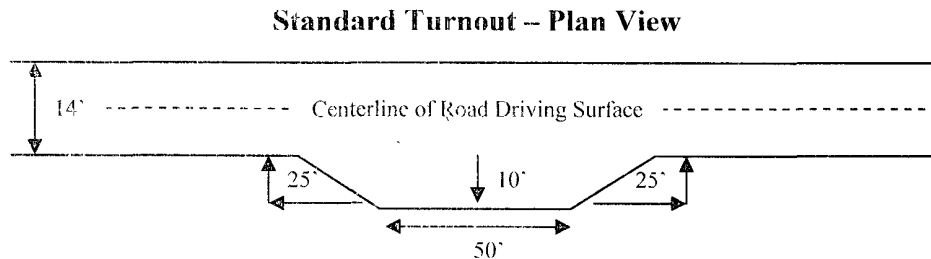 Standard Turnout – Plan View
14'
Centerline of Road Driving Surface
25'
10'
25'
50'